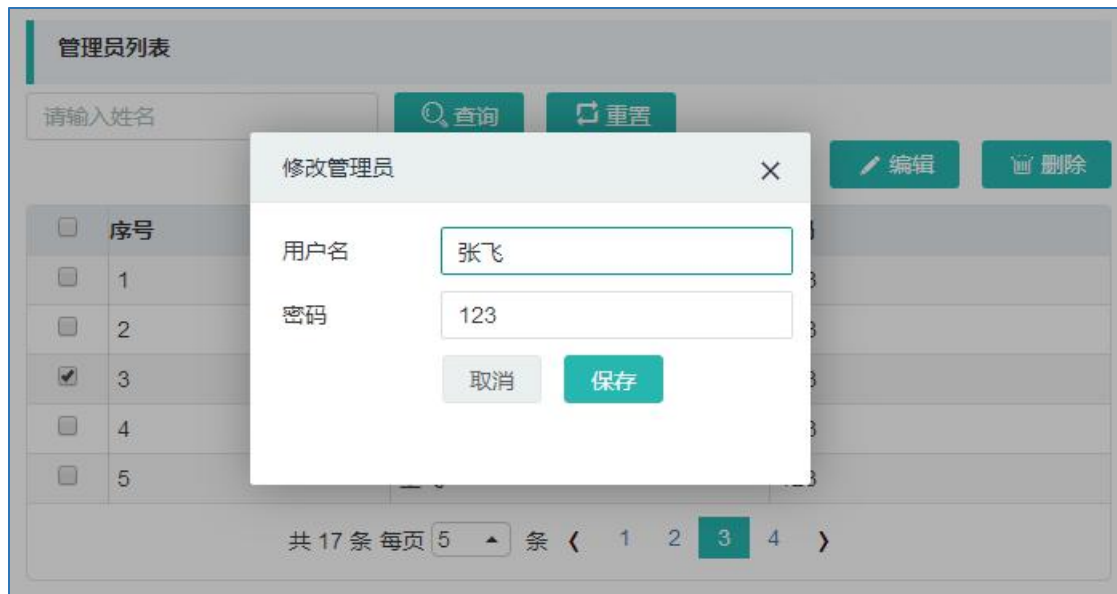 管理员列表
请输入姓名 查询 重置
修改管理员 编辑 删除
序号
用户名 张飞
1
密码 123
2
取消 保存
3
4
5 123
共 17 条 每页 5 条 1 2 3 4